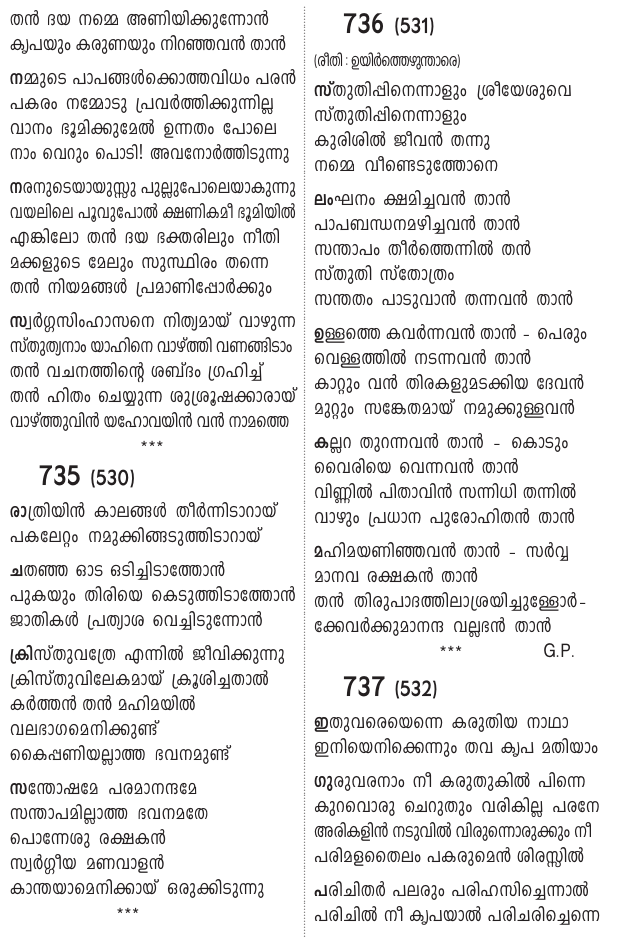 തൻ ദയ നമ്മെ അണിയിക്കുന്നോൻ
കൃപയും കരുണയും നിറഞ്ഞവൻ താൻ
നമ്മുടെ പാപങ്ങൾക്കൊത്തവിധം പരൻ
പകരം നമ്മോടു പ്രവർത്തിക്കുന്നില്ല
വാനം ഭൂമിക്കുമേൽ ഉന്നതം പോലെ
നാം വെറും പൊടി! അവനോർത്തിടുന്നു
നരനുടെയായുസ്സു പുല്ലുപോലെയാകുന്നു
വയലിലെ പൂവുപോൽ ക്ഷണികമീ ഭൂമിയിൽ
എങ്കിലോ തൻ ദയ ഭക്തരിലും നീതി
മക്കളുടെ മേലും സുസ്ഥിരം തന്നെ
തൻ നിയമങ്ങൾ പ്രമാണിപ്പോർക്കും
സ്വർഗ്ഗസിംഹാസനെ നിത്യമായ് വാഴുന്ന
സ്തുത്യനാം യാഹിനെ വാഴ്ത്തി വണങ്ങിടാം
തൻ വചനത്തിന്റെ ശബ്ദം ഗ്രഹിച്ച്
തൻ ഹിതം ചെയ്യുന്ന ശുശ്രൂഷക്കാരായ്
വാഴ്ത്തുവിൻ യഹോവയിൻ വൻ നാമത്തെ
***
735 (530)
രാത്രിയിൻ കാലങ്ങൾ തീർന്നിടാറായ്
പകലേറ്റം നമുക്കിങ്ങടുത്തിടാറായ്
ചതഞ്ഞ ഓട ഒടിച്ചിടാത്തോൻ
പുകയും തിരിയെ കെടുത്തിടാത്തോൻ
ജാതികൾ പ്രത്യാശ വെച്ചിടുന്നോൻ
ക്രിസ്തുവത്രേ എന്നിൽ ജീവിക്കുന്നു
ക്രിസ്തുവിലേകമായ് ക്രൂശിച്ചതാൽ
കർത്തൻ തൻ മഹിമയിൽ
വലഭാഗമെനിക്കുണ്ട്
കൈപ്പണിയല്ലാത്ത ഭവനമുണ്ട്
സന്തോഷമേ പരമാനന്ദമേ
സന്താപമില്ലാത്ത ഭവനമതേ
പൊന്നേശു രക്ഷകൻ
സ്വർഗ്ഗീയ മണവാളൻ
കാന്തയാമെനിക്കായ് ഒരുക്കിടുന്നു
***
736 (531)
(രീതി : ഉയിർത്തെഴുന്താരെ)
സ്തുതിപ്പിനെന്നാളും ശ്രീയേശുവെ
സ്തുതിപ്പിനെന്നാളും
കുരിശിൽ ജീവൻ തന്നു
നമ്മെ വീണ്ടെടുത്തോനെ
ലംഘനം ക്ഷമിച്ചവൻ താൻ
പാപബന്ധനമഴിച്ചവൻ താൻ
സന്താപം തീർത്തെന്നിൽ തൻ
സ്തുതി സ്തോത്രം
സന്തതം പാടുവാൻ തന്നവൻ താൻ
ഉള്ളത്തെ കവർന്നവൻ താൻ - പെരും
വെള്ളത്തിൽ നടന്നവൻ താൻ
കാറ്റും വൻ തിരകളുമടക്കിയ ദേവൻ
മുറ്റും സങ്കേതമായ് നമുക്കുള്ളവൻ
കല്ലറ തുറന്നവൻ താൻ - കൊടും
വൈരിയെ വെന്നവൻ താൻ
വിണ്ണിൽ പിതാവിൻ സന്നിധി തന്നിൽ
വാഴും പ്രധാന പുരോഹിതൻ താൻ
മഹിമയണിഞ്ഞവൻ താൻ - സർവ്വ
മാനവ രക്ഷകൻ താൻ
തൻ തിരുപാദത്തിലാശ്രയിച്ചുള്ളോർ-
ക്കേവർക്കുമാനന്ദ വല്ലഭൻ താൻ
*** G.P.
737 (532)
ഇതുവരെയെന്നെ കരുതിയ നാഥാ
ഇനിയെനിക്കെന്നും തവ കൃപ മതിയാം
ഗുരുവരനാം നീ കരുതുകിൽ പിന്നെ
കുറവൊരു ചെറുതും വരികില്ല പരനേ
അരികളിൻ നടുവിൽ വിരുന്നൊരുക്കും നീ
പരിമളതൈലം പകരുമെൻ ശിരസ്സിൽ
പരിചിതർ പലരും പരിഹസിച്ചെന്നാൽ
പരിചിൽ നീ കൃപയാൽ പരിചരിച്ചെന്നെ